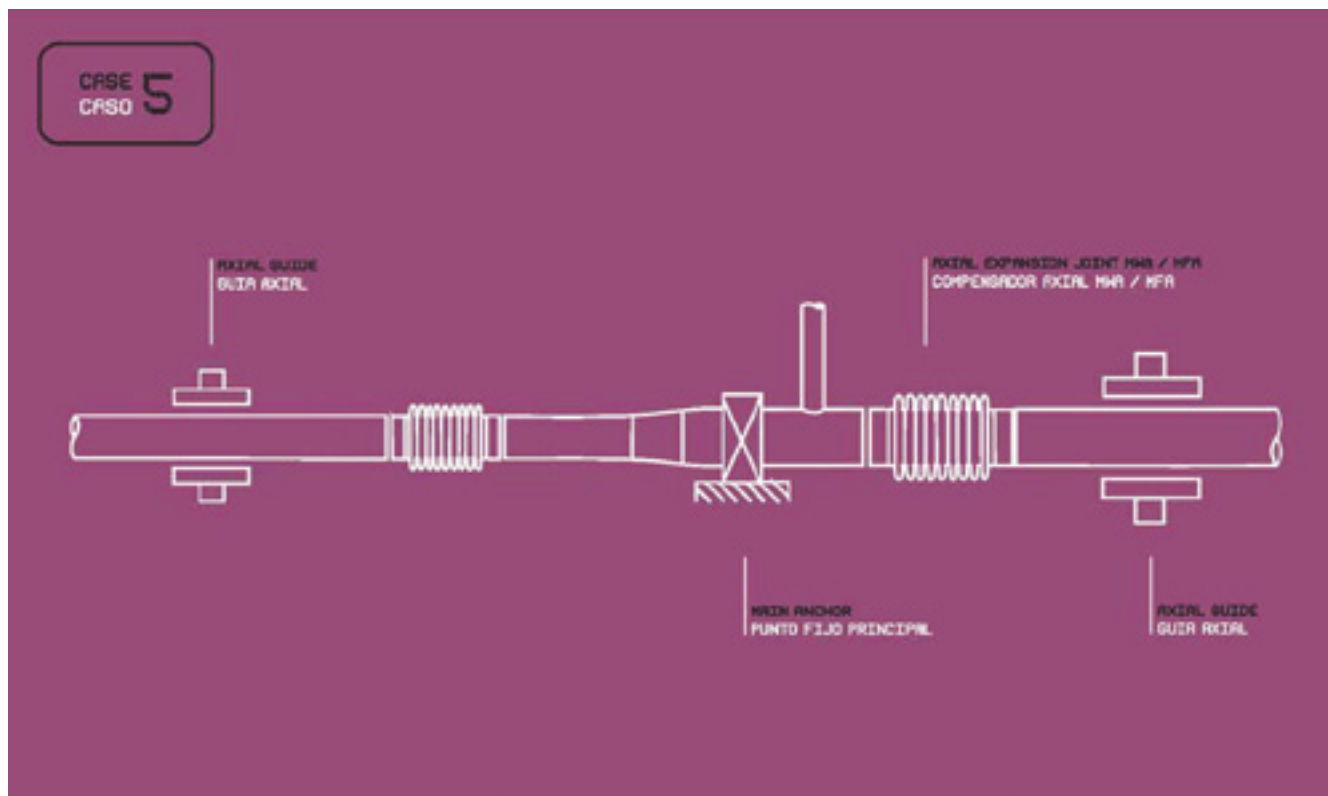 CASE
CASO 5
AXIAL GUIDE
GUIA AXIAL
AXIAL EXPANSION JOINT MWA / MFA
COMPENSADOR AXIAL MWA / MFA
MAIN ANCHOR
PUNTO FIJO PRINCIPAL
AXIAL GUIDE
GUIA AXIAL